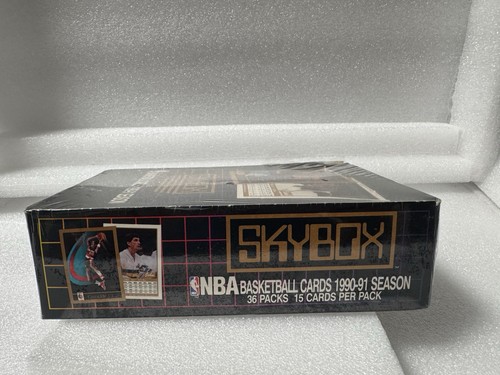 SKYBOX
NBA BASKETBALL CARDS 1990-91 SEASON
36 PACKS 15 CARDS PER PACK